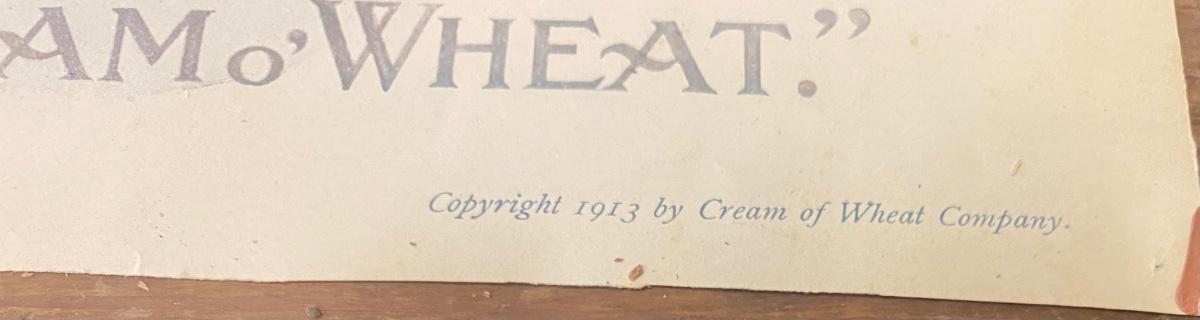 AM O' WHEAT."
Copyright 1913 by Cream of Wheat Company.